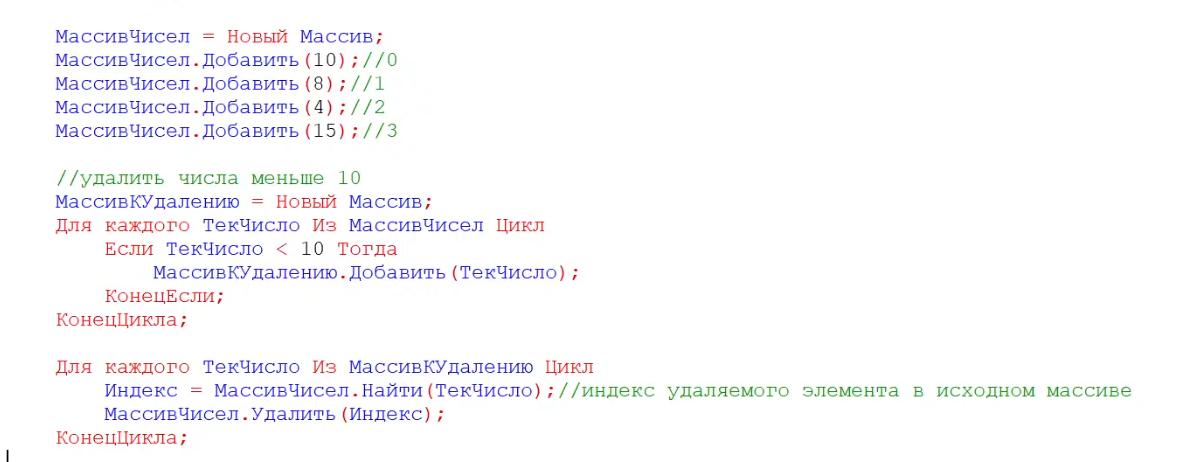 МассивЧисел = Новый Массив;
МассивЧисел.Добавить(10);//0
МассивЧисел.Добавить(8);//1
МассивЧисел.Добавить(4);//2
МассивЧисел.Добавить(15);//3
//удалить числа меньше 10
МассивКУдалению = Новый Массив;
Для каждого ТекЧисло Из МассивЧисел Цикл
Если ТекЧисло < 10 Тогда
МассивКУдалению.Добавить(ТекЧисло);
КонецЕсли;
КонецЦикла;
Для каждого ТекЧисло Из МассивКУдалению Цикл
Индекс = МассивЧисел.Найти(ТекЧисло);//индекс удаляемого элемента в исходном массиве
МассивЧисел.Удалить(Индекс);
КонецЦикла;